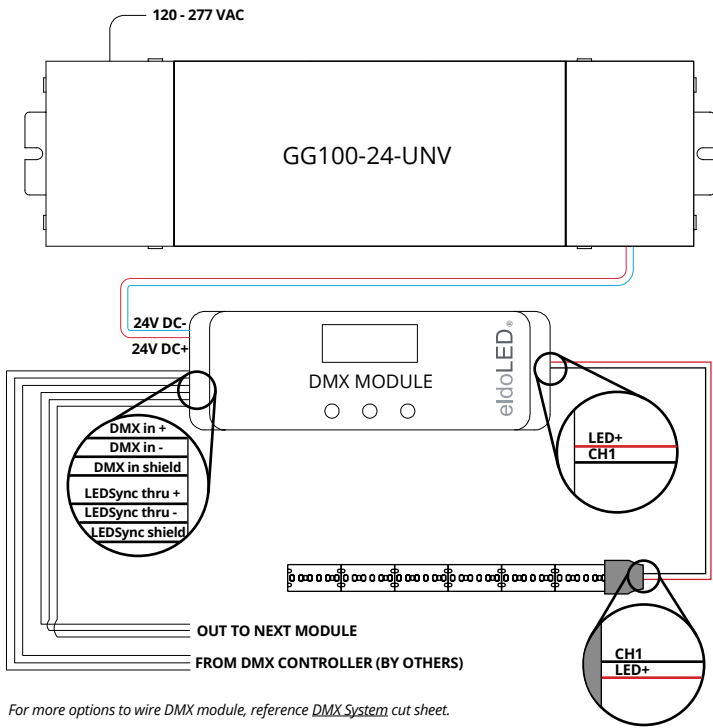 120 - 277 VAC
GG100-24-UNV
24V DC-
24V DC+
eldoLED®
DMX MODULE
DMX in +
DMX in -
DMX in shield
LEDSync thru +
LEDSync thru -
LEDSync shield
LED+
CH1
OUT TO NEXT MODULE
FROM DMX CONTROLLER (BY OTHERS)
CH1
LED+
For more options to wire DMX module, reference DMX System cut sheet.